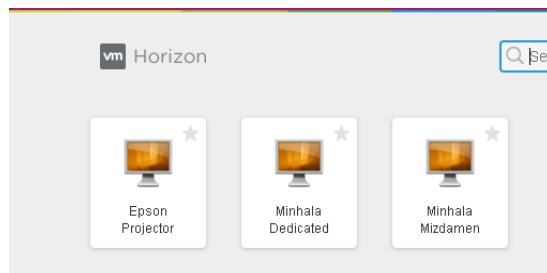 vm Horizon
Se
Epson
Projector
Minhala
Dedicated
Minhala
Mizdamen